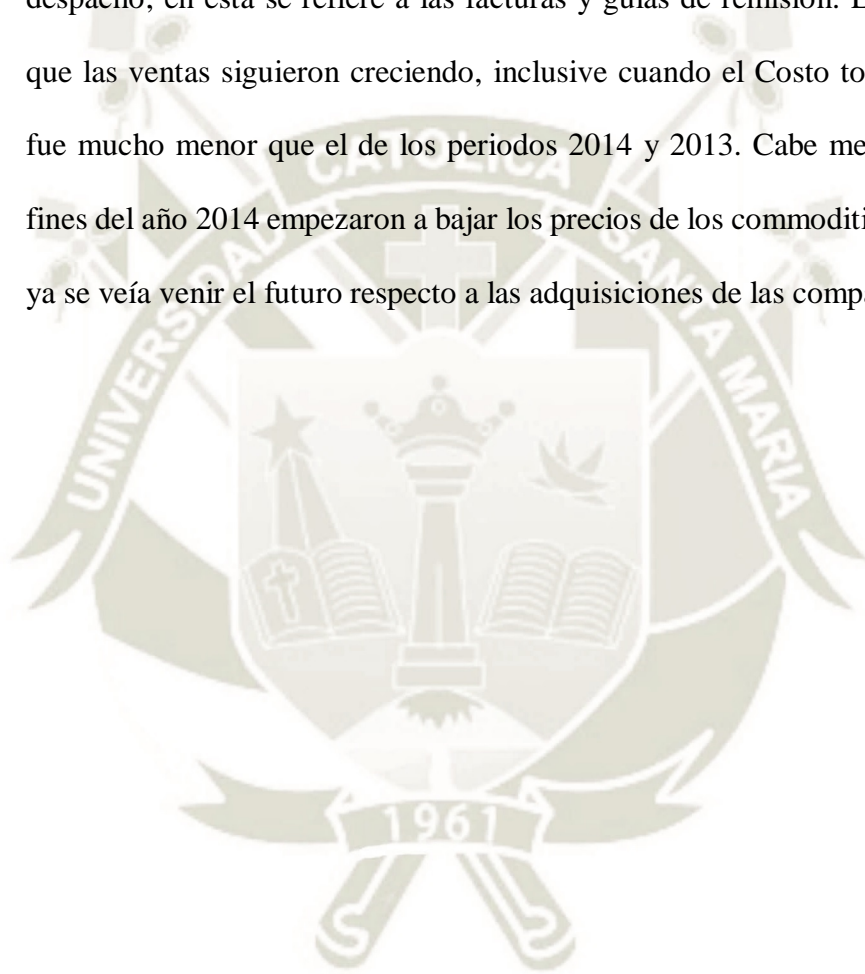 despacho, en esta se refiere a las facturas y guías de remisión.
que las ventas siguieron creciendo, inclusive cuando el Costo to
fue mucho menor que el de los periodos 2014 y 2013. Cabe me
fines del año 2014 empezaron a bajar los precios de los commoditi
ya se veía venir el futuro respecto a las adquisiciones de las comp
UNIVERSIDAD CATOLICA SANTA MARIA
1961